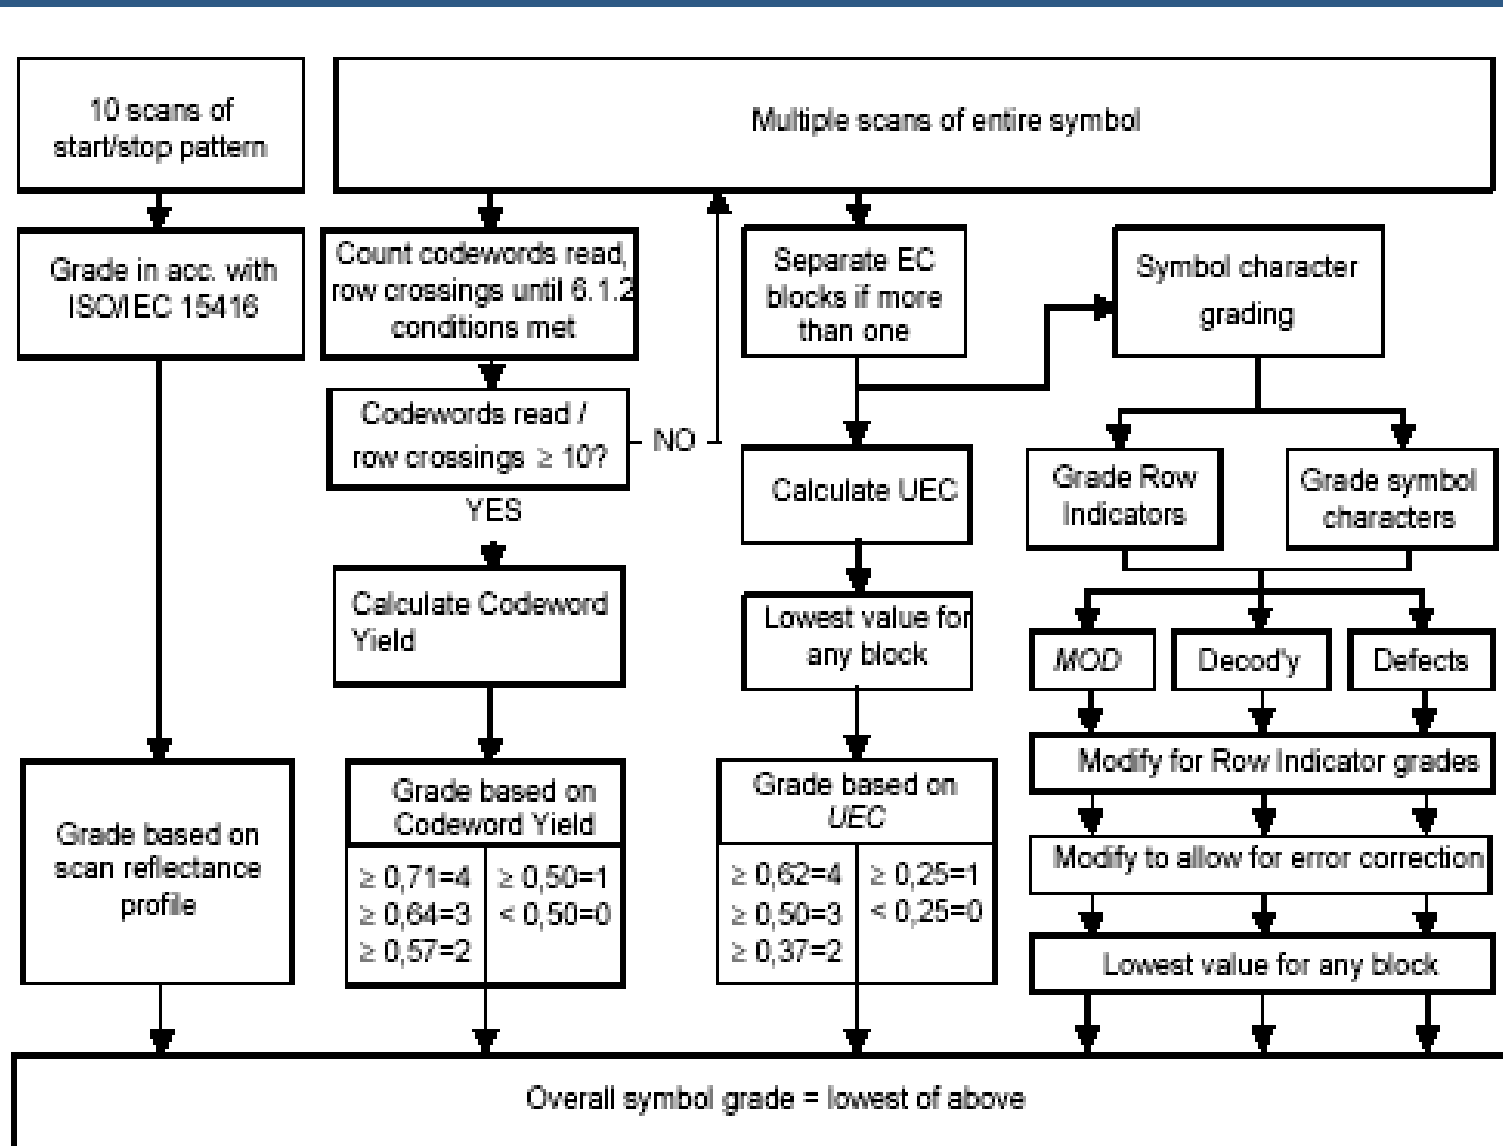 10 scans of
start/stop pattern
Multiple scans of entire symbol
Grade in acc. with
ISO/IEC 15416
Count codewords read,
row crossings until 6.1.2
conditions met
Separate EC
blocks if more
than one
Symbol character
grading
Codewords read /
row crossings ≥ 10?
NO
YES
Calculate UEC
Grade Row
Indicators
Grade symbol
characters
Calculate Codeword
Yield
Lowest value for
any block
MOD
Decod'y
Defects
Modify for Row Indicator grades
Grade based on
scan reflectance
profile
Grade based on
Codeword Yield
≥ 0,71=4
≥ 0,64=3
≥ 0,57=2
≥ 0,50=1
< 0,50=0
Grade based on
UEC
≥ 0,62=4
≥ 0,50=3
≥ 0,37=2
≥ 0,25=1
< 0,25=0
Modify to allow for error correction
Lowest value for any block
Overall symbol grade = lowest of above